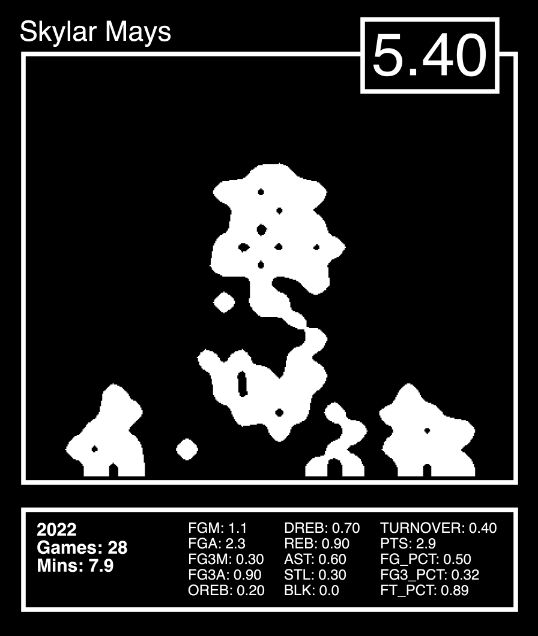 Skylar Mays
5.40
2022
Games: 28
Mins: 7.9
FGM: 1.1
FGA: 2.3
FG3M: 0.30
FG3A: 0.90
OREB: 0.20
DREB: 0.70
REB: 0.90
AST: 0.60
STL: 0.30
BLK: 0.0
TURNOVER: 0.40
PTS: 2.9
FG_PCT: 0.50
FG3_PCT: 0.32
FT_PCT: 0.89